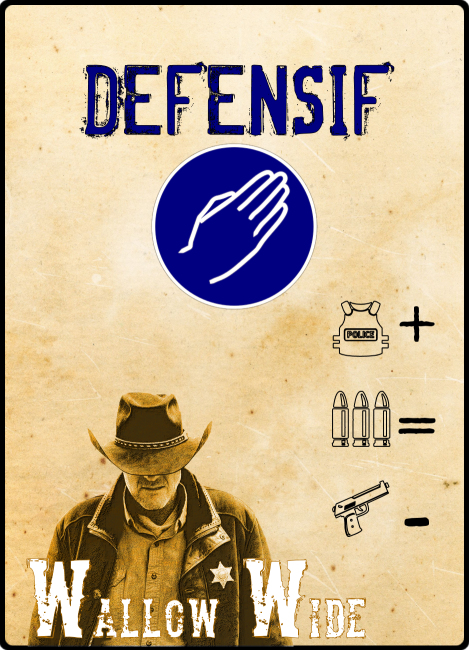 DEFENSIF
POLICE
+
=
-
WALLOW WIDE